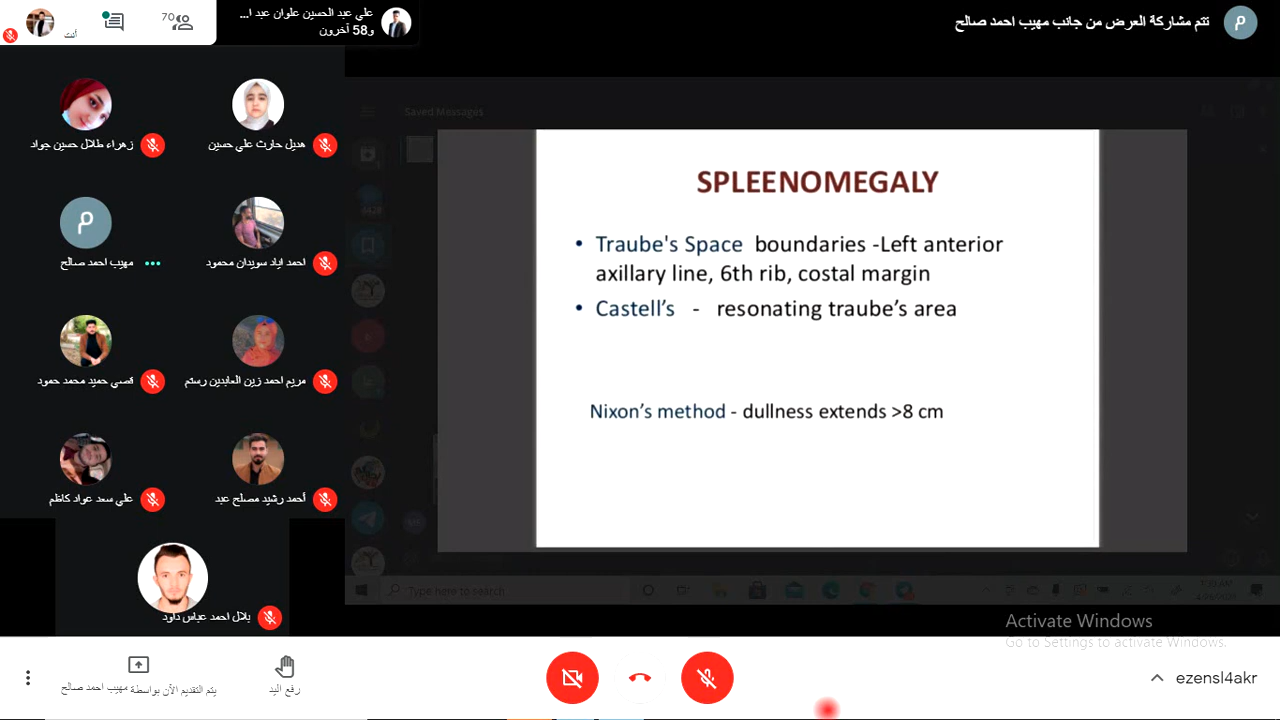 علي عبد الحسين علوان عبد ا...
و58 آخرون
70
أنت
تتم مشاركة العرض من جانب مهيب احمد صالح
م
Saved Messages
هديل حارث علي حسين
زهراء طلال حسين جواد
احمد اياد سويدان محمود
م
مهيب احمد صالح
مريم احمد زين العابدين رستم
قصي حميد محمد حمود
أحمد رشيد مصلح عبد
علي سعد عواد كاظم
بلال احمد عباس داود
SPLEENOMEGALY
• Traube's Space boundaries -Left anterior
axillary line, 6th rib, costal margin
• Castell's - resonating traube's area
Nixon's method - dullness extends >8 cm
Type here to search
Activate Windows
Go to Settings to activate Windows.
يتم التقديم الآن بواسطة مهيب احمد صالح
رفع اليد
ezensl4akr